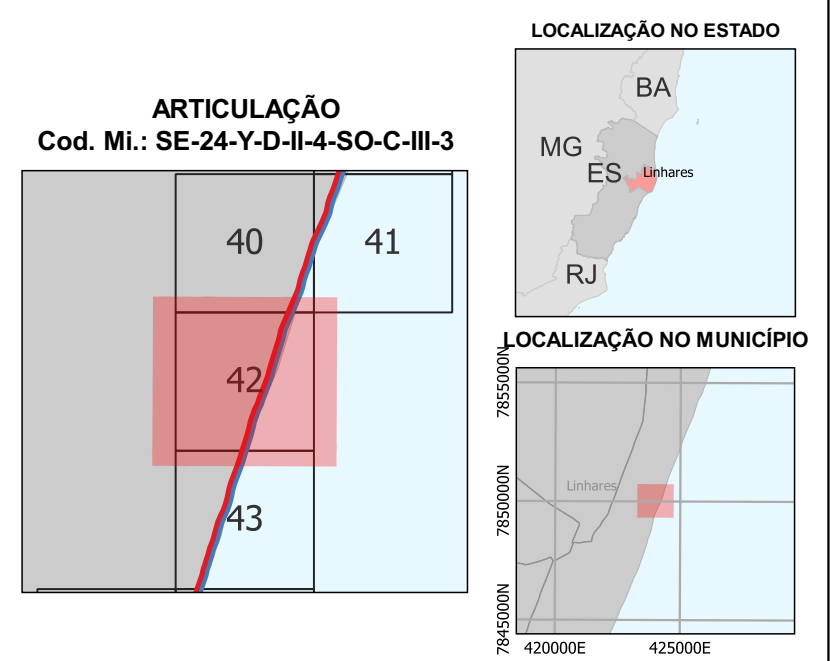 ARTICULAÇÃO
Cod. Mi.: SE-24-Y-D-II-4-SO-C-III-3
40
41
42
43
LOCALIZAÇÃO NO ESTADO
BA
MG
ES
Linhares
RJ
LOCALIZAÇÃO NO MUNICÍPIO
7855000N
Linhares
7850000N
7845000N
420000E
425000E